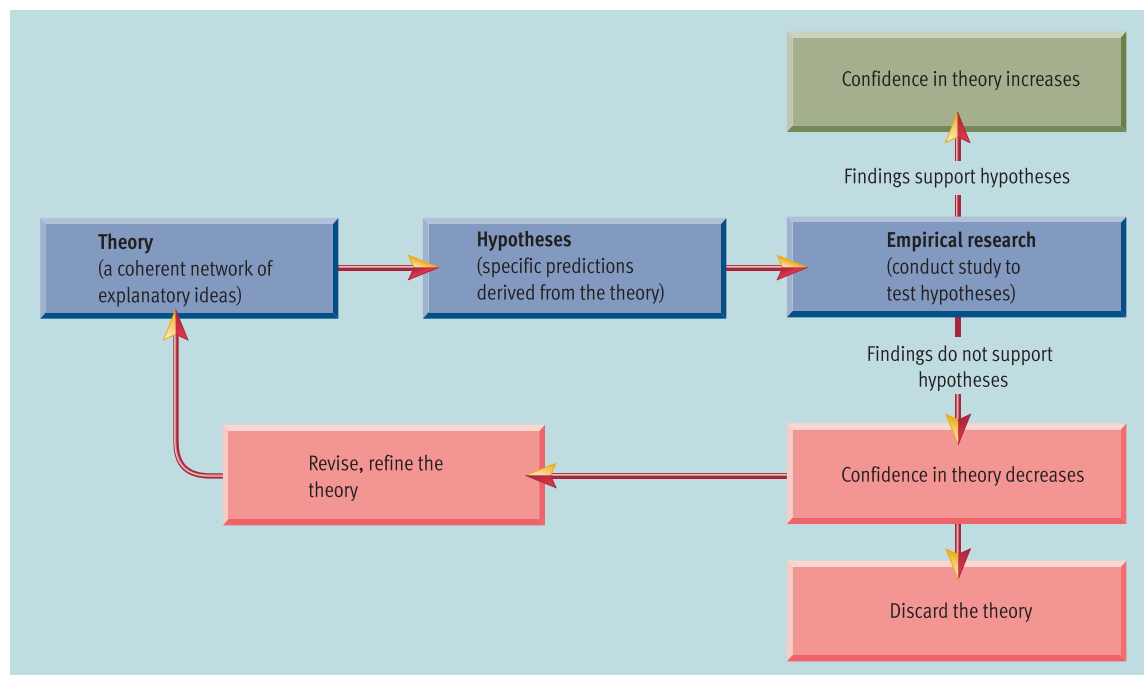 Confidence in theory increases
Findings support hypotheses
Theory
(a coherent network of
explanatory ideas)
Hypotheses
(specific predictions
derived from the theory)
Empirical research
(conduct study to
test hypotheses)
Findings do not support
hypotheses
Revise, refine the
theory
Confidence in theory decreases
Discard the theory